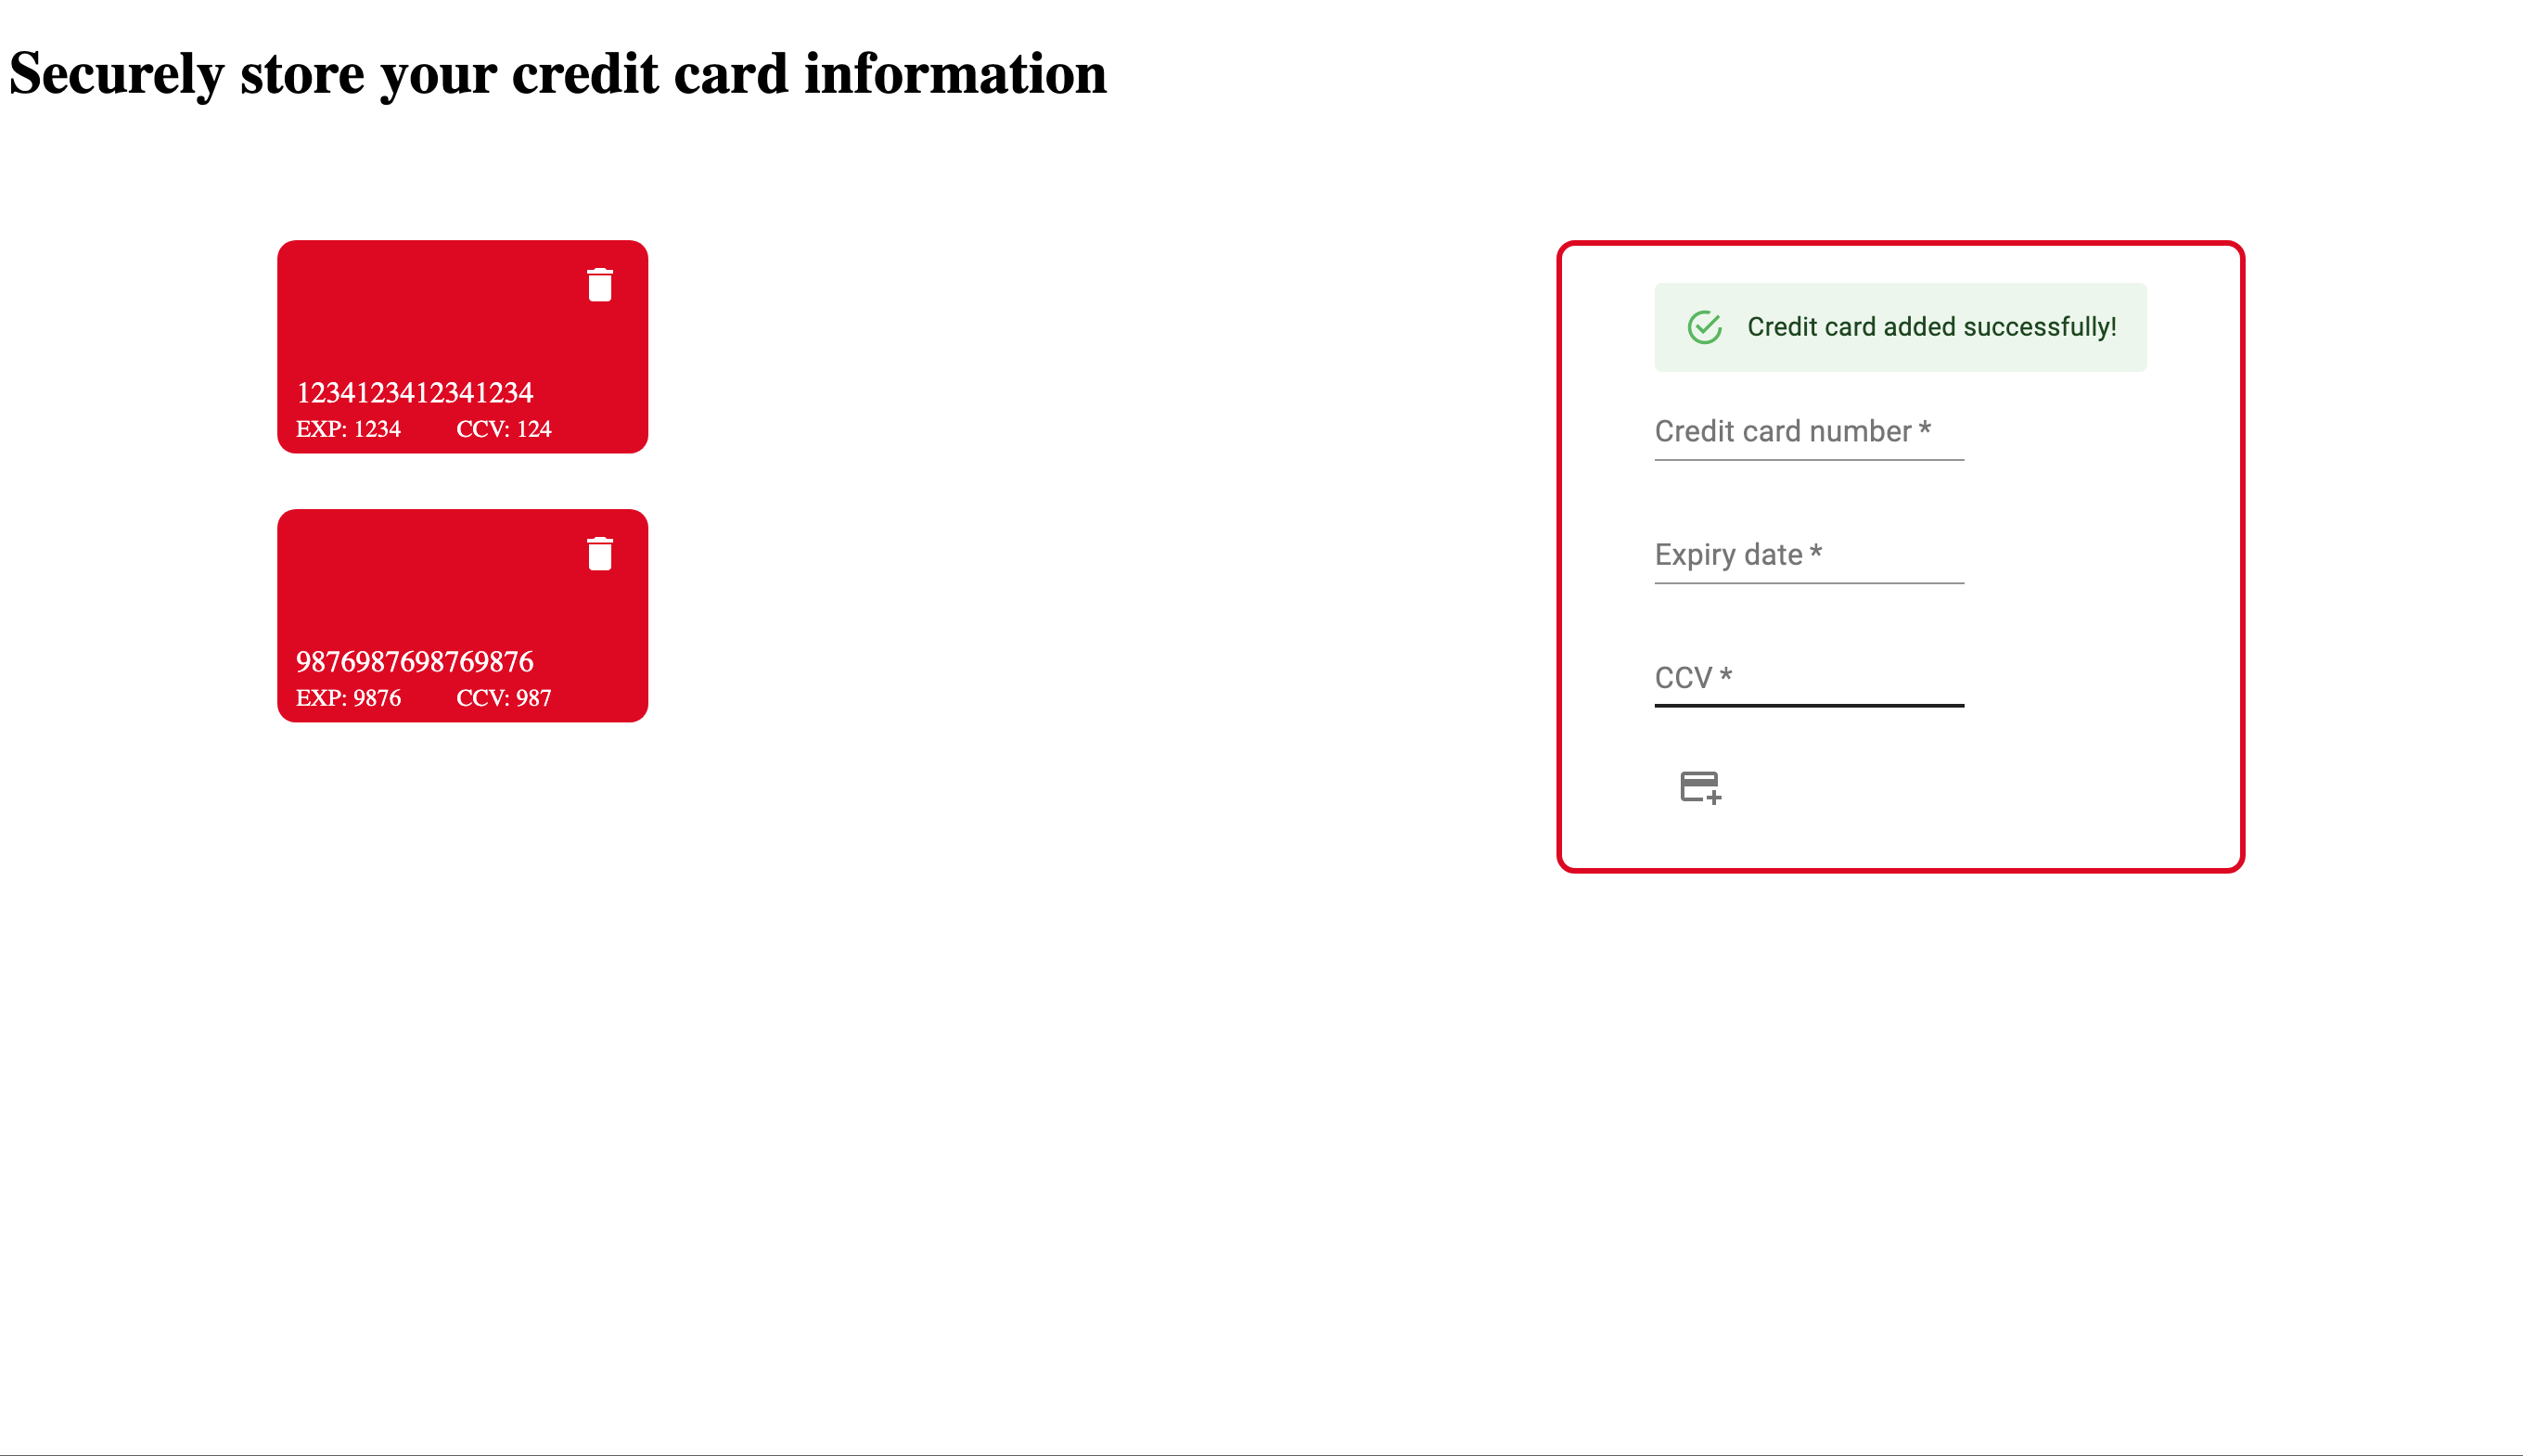 Securely store your credit card information
1234123412341234
EXP: 1234 CCV: 124
9876987698769876
EXP: 9876 CCV: 987
Credit card added successfully!
Credit card number *
Expiry date *
CCV *